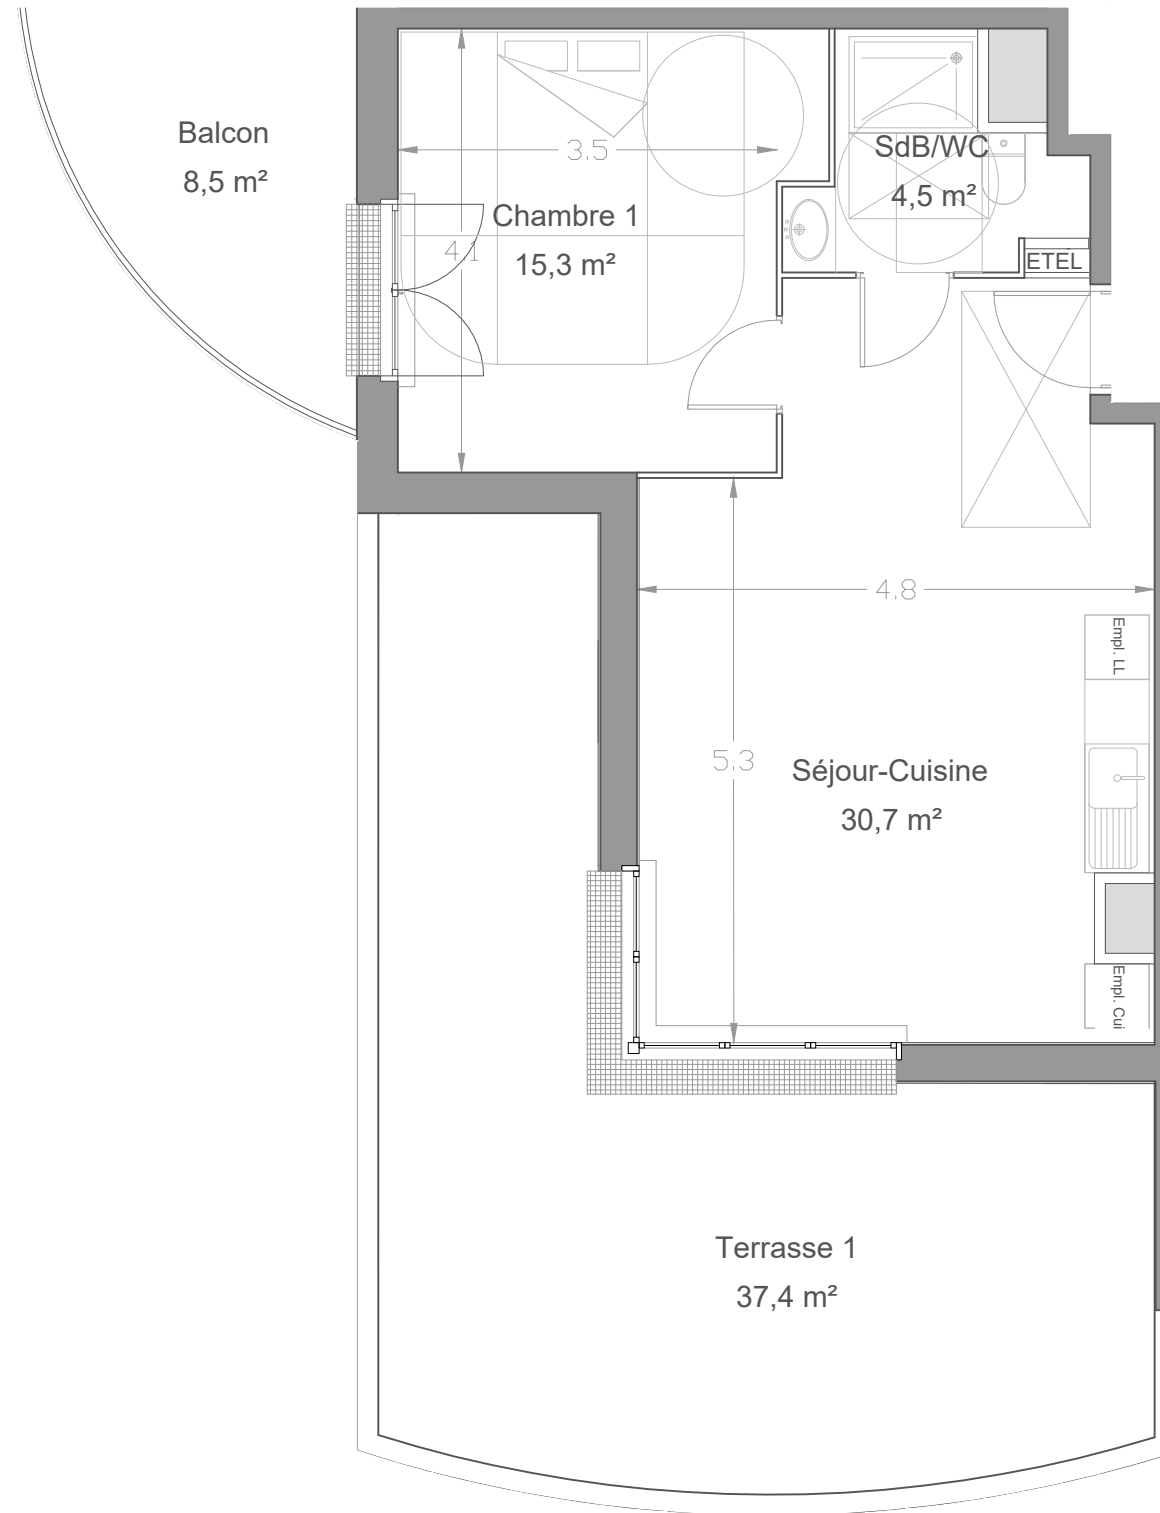 Balcon
8,5 m²
SdB/WC
4,5 m²
3.5
Chambre 1
15,3 m²
4.1
ETEL
4.8
Empl. LL
5.3
Séjour-Cuisine
30,7 m²
Empl. Cui
Terrasse 1
37,4 m²